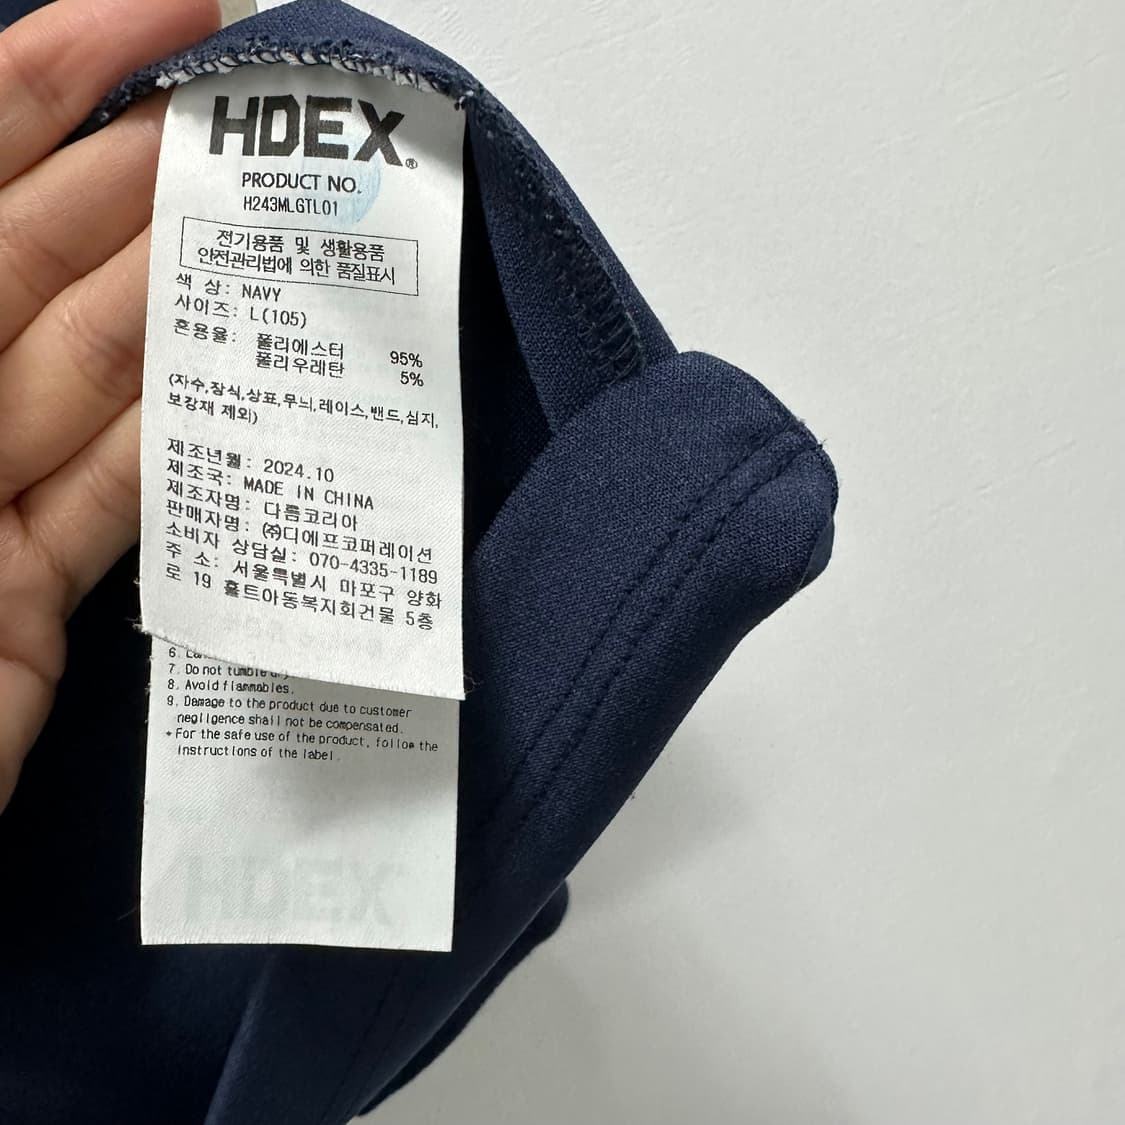 HDEX®
PRODUCT NO.
H243MLGTL01
전기용품 및 생활용품
안전관리법에 의한 품질표시
색 상: NAVY
사이즈: L(105)
혼용율: 폴리에스터 95%
폴리우레탄 5%
(자수,장식,상표,무늬,레이스,밴드,심지,
보강재 제외)
제조년월: 2024.10
제조국: MADE IN CHINA
제조자명: 다름코리아
판매자명: ㈜디에프코퍼레이션
소비자 상담실: 070-4335-1189
주 소: 서울특별시 마포구 양화
로 19 홀트아동복지회건물 5층
6.
7. Do not tumble dry.
8. Avoid flammables.
9. Damage to the product due to customer
negligence shall not be compensated.
* For the safe use of the product, follow the
instructions of the label.